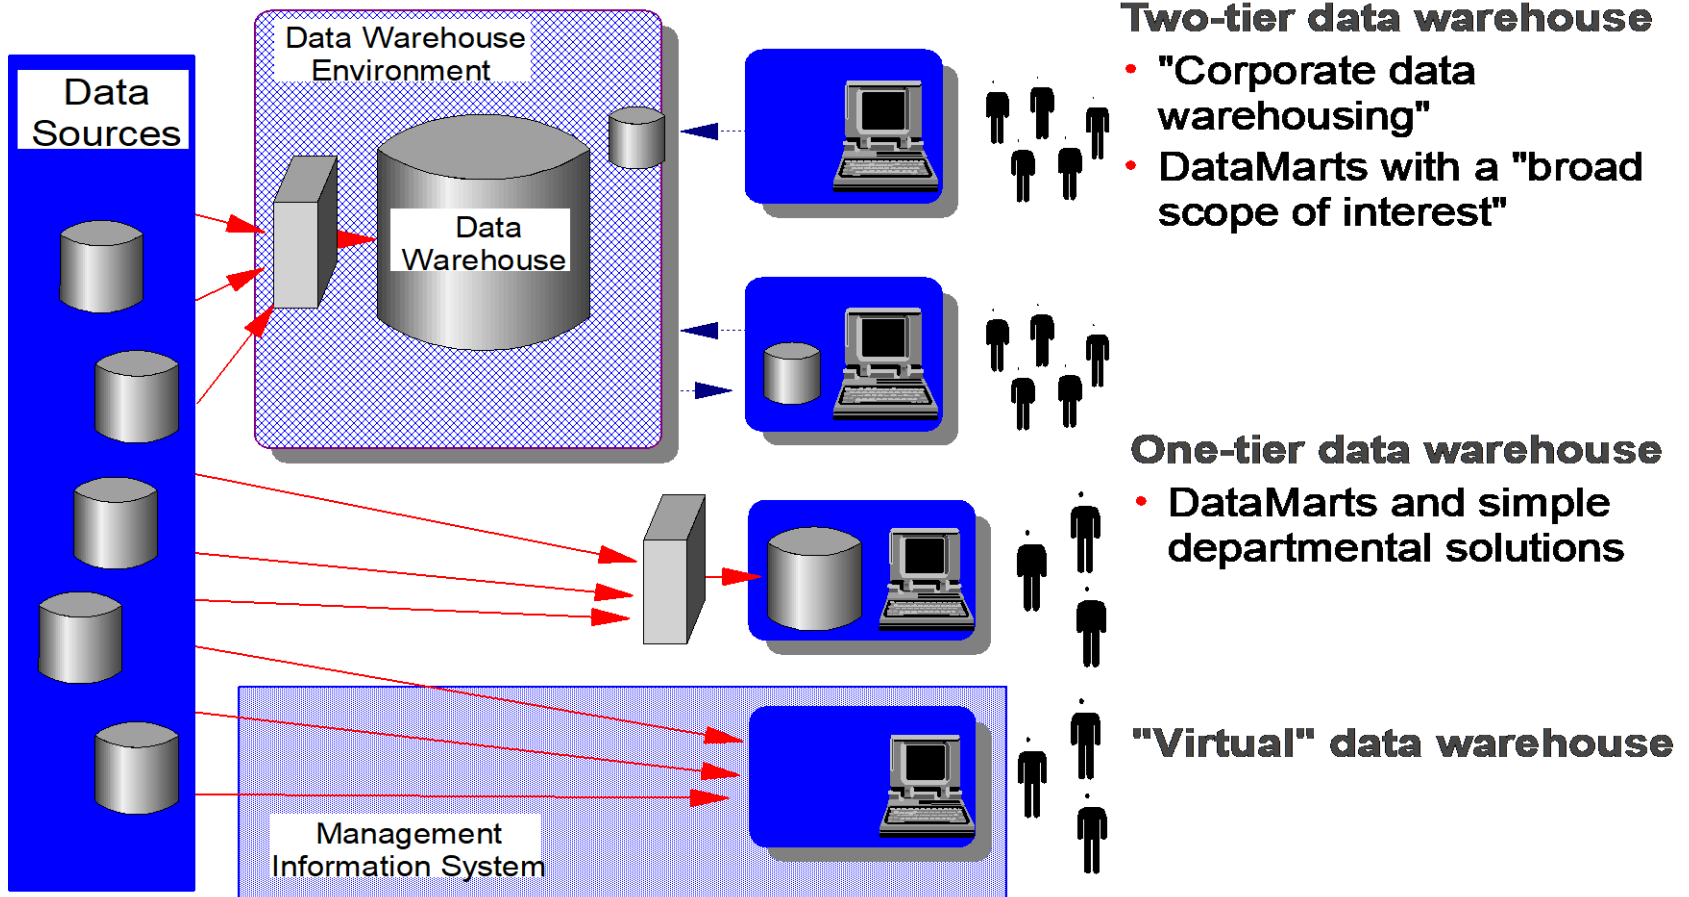 Data
Sources
Data Warehouse
Environment
Data
Warehouse
Two-tier data warehouse
• "Corporate data
warehousing"
• DataMarts with a "broad
scope of interest"
One-tier data warehouse
• DataMarts and simple
departmental solutions
"Virtual" data warehouse
Management
Information System